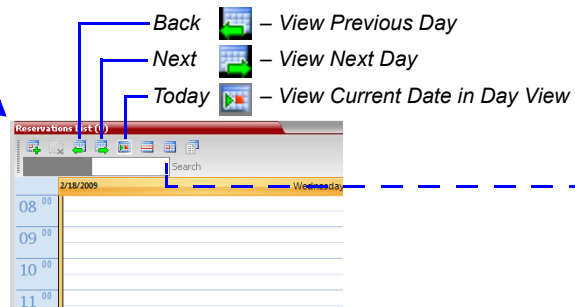 Back – View Previous Day
Next – View Next Day
Today – View Current Date in Day View
Reservations List (0)
Search
2/18/2009 Wednesday
08 00
09 00
10 00
11 00